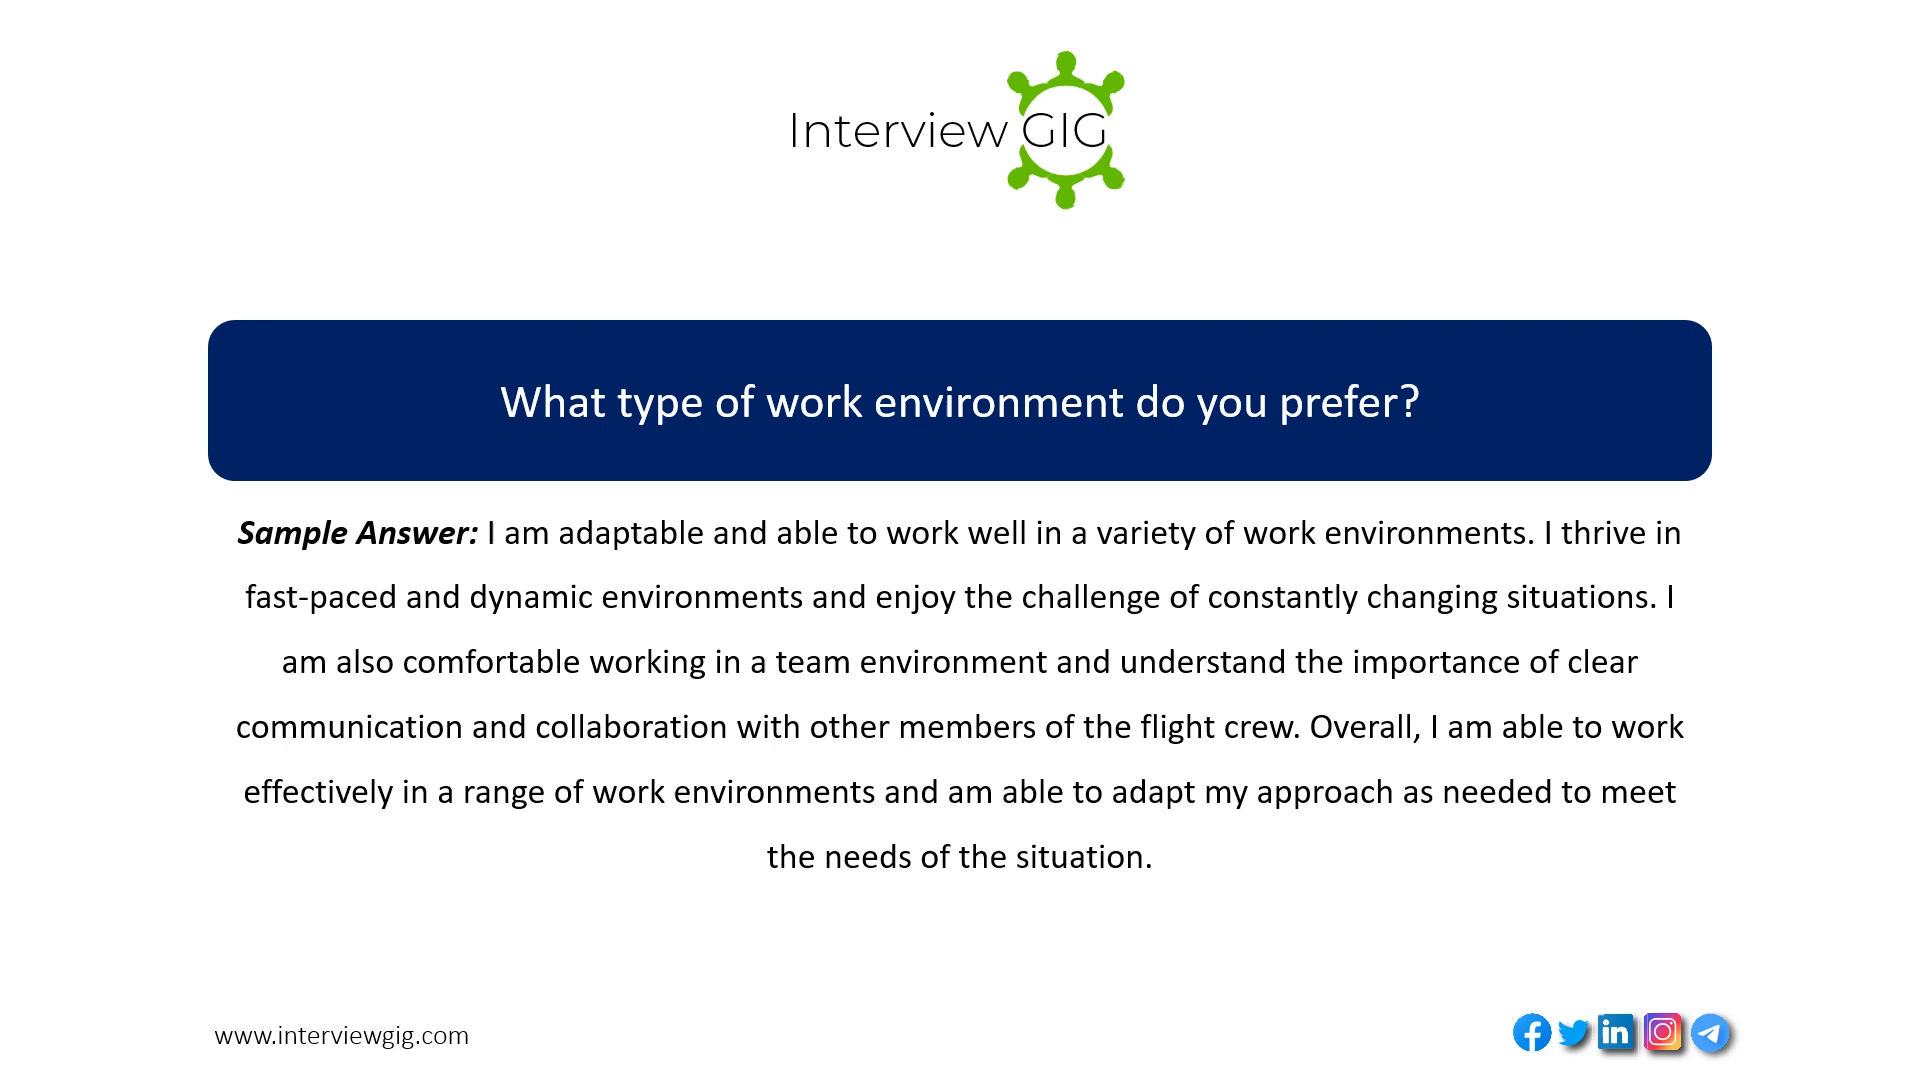 Interview GIG
What type of work environment do you prefer?
Sample Answer: I am adaptable and able to work well in a variety of work environments. I thrive in
fast-paced and dynamic environments and enjoy the challenge of constantly changing situations. I
am also comfortable working in a team environment and understand the importance of clear
communication and collaboration with other members of the flight crew. Overall, I am able to work
effectively in a range of work environments and am able to adapt my approach as needed to meet
the needs of the situation.
www.interviewgig.com